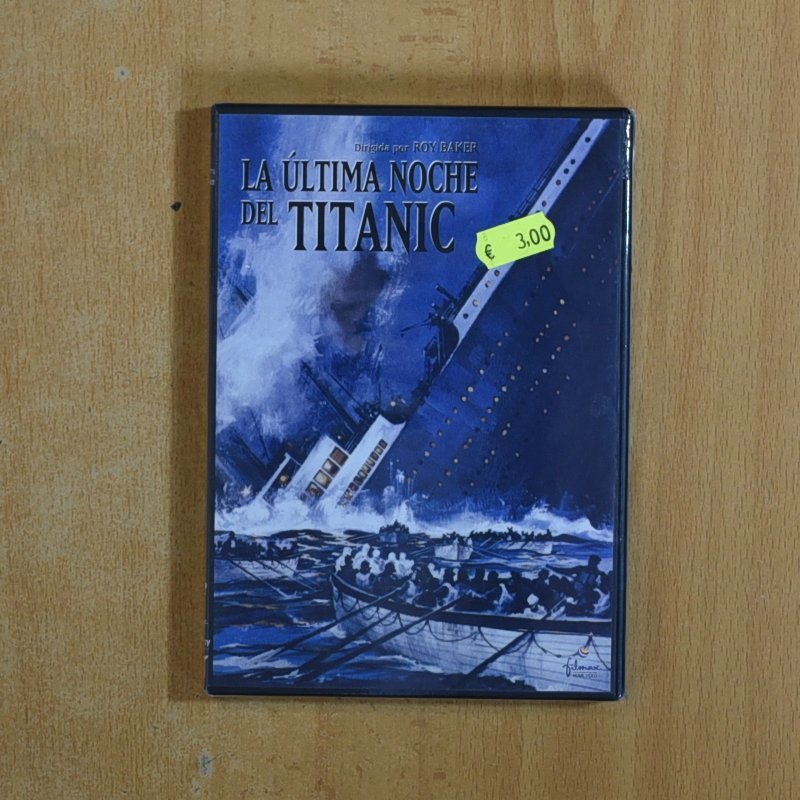 Dirigida por ROY BAKER
LA ÚLTIMA NOCHE
DEL TITANIC
€ 3,00
filmax